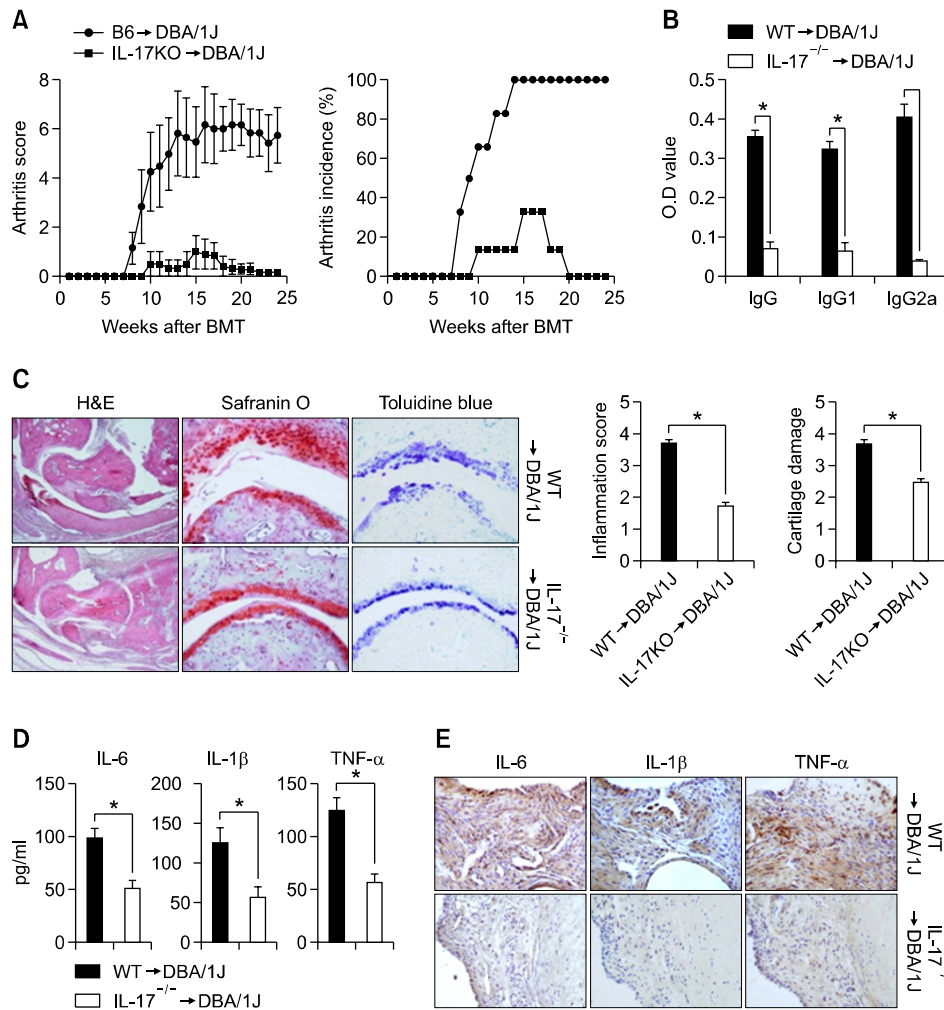 A
B6→DBA/1J
IL-17KO→DBA/1J
Arthritis score
8
6
4
2
0
0 5 10 15 20 25
Weeks after BMT
Arthritis incidence (%)
100
80
60
40
20
0
0 5 10 15 20 25
Weeks after BMT
B
WT→DBA/1J
IL-17−/−→DBA/1J
O.D value
0.5
0.4
0.3
0.2
0.1
0
* *
IgG IgG1 IgG2a
C
H&E Safranin O Toluidine blue
WT
→DBA/1J
IL-17−/−
→DBA/1J
Inflammation score
5
4
3
2
1
0
*
WT→DBA/1J
IL-17KO→DBA/1J
Cartilage damage
5
4
3
2
1
0
*
WT→DBA/1J
IL-17KO→DBA/1J
D
IL-6
pg/ml
150
100
50
0
*
IL-1β
200
150
100
50
0
*
TNF-α
150
100
50
0
*
WT→DBA/1J
IL-17−/−→DBA/1J
E
IL-6 IL-1β TNF-α
WT
→DBA/1J
IL-17−/
→DBA/1J